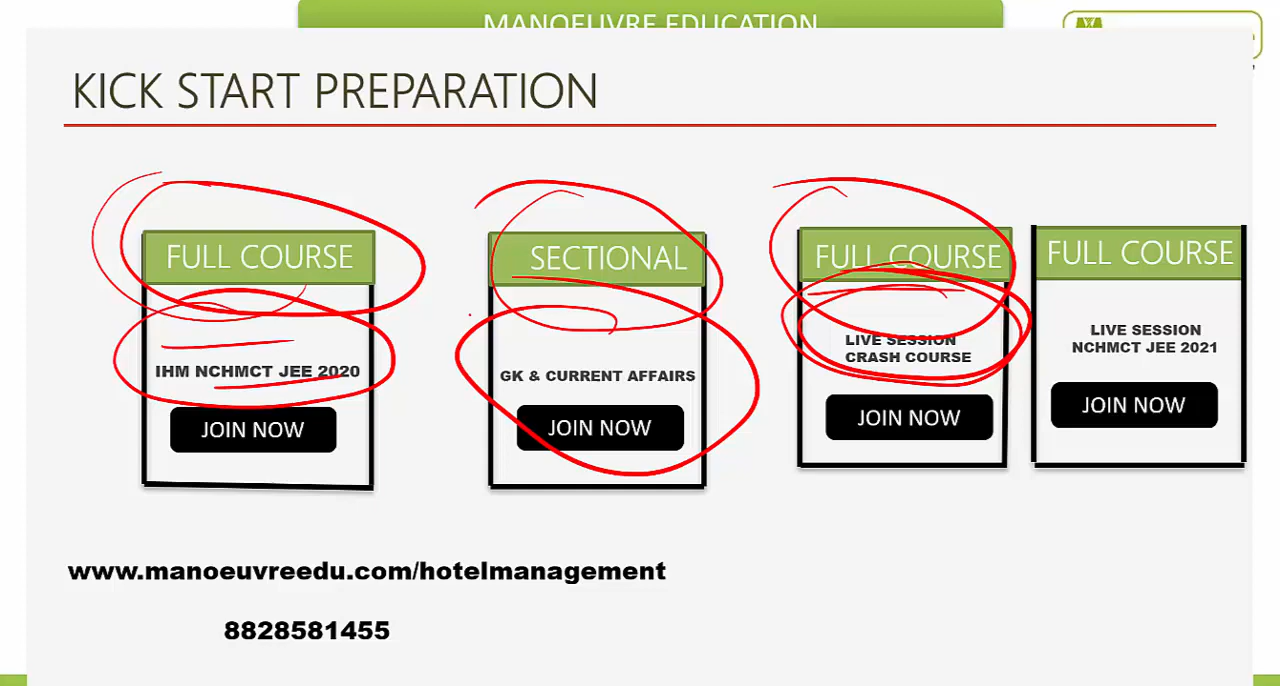 MANOEUVRE EDUCATION
KICK START PREPARATION
FULL COURSE
IHM NCHMCT JEE 2020
JOIN NOW
SECTIONAL
GK & CURRENT AFFAIRS
JOIN NOW
FULL COURSE
LIVE SESSION
CRASH COURSE
JOIN NOW
FULL COURSE
LIVE SESSION
NCHMCT JEE 2021
JOIN NOW
www.manoeuvreedu.com/hotelmanagement
8828581455